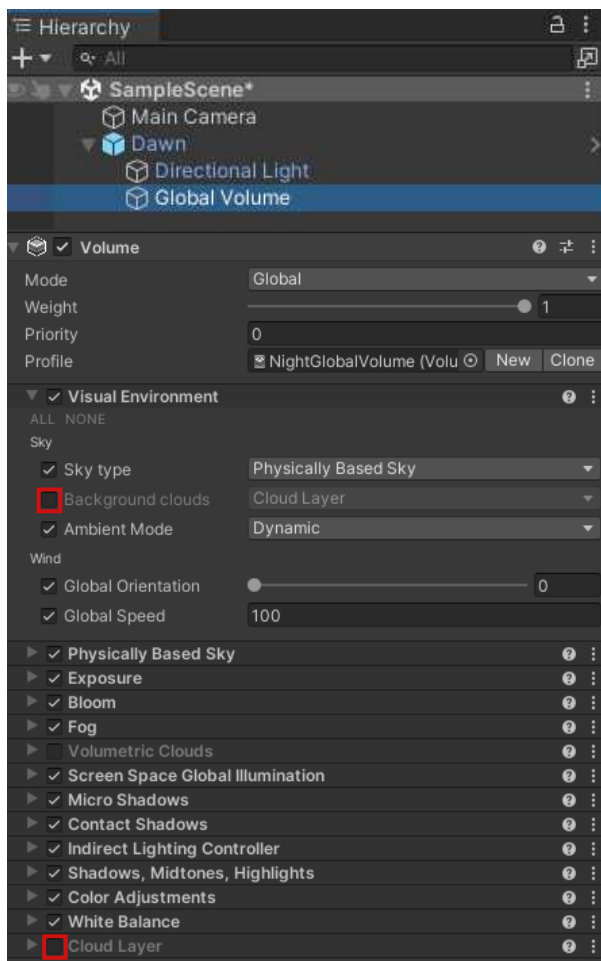 Hierarchy
All
SampleScene*
Main Camera
Dawn
Directional Light
Global Volume
Volume
Mode Global
Weight 1
Priority 0
Profile NightGlobalVolume (Volu New Clone
Visual Environment
ALL NONE
Sky
Sky type Physically Based Sky
Background clouds Cloud Layer
Ambient Mode Dynamic
Wind
Global Orientation 0
Global Speed 100
Physically Based Sky
Exposure
Bloom
Fog
Volumetric Clouds
Screen Space Global Illumination
Micro Shadows
Contact Shadows
Indirect Lighting Controller
Shadows, Midtones, Highlights
Color Adjustments
White Balance
Cloud Layer